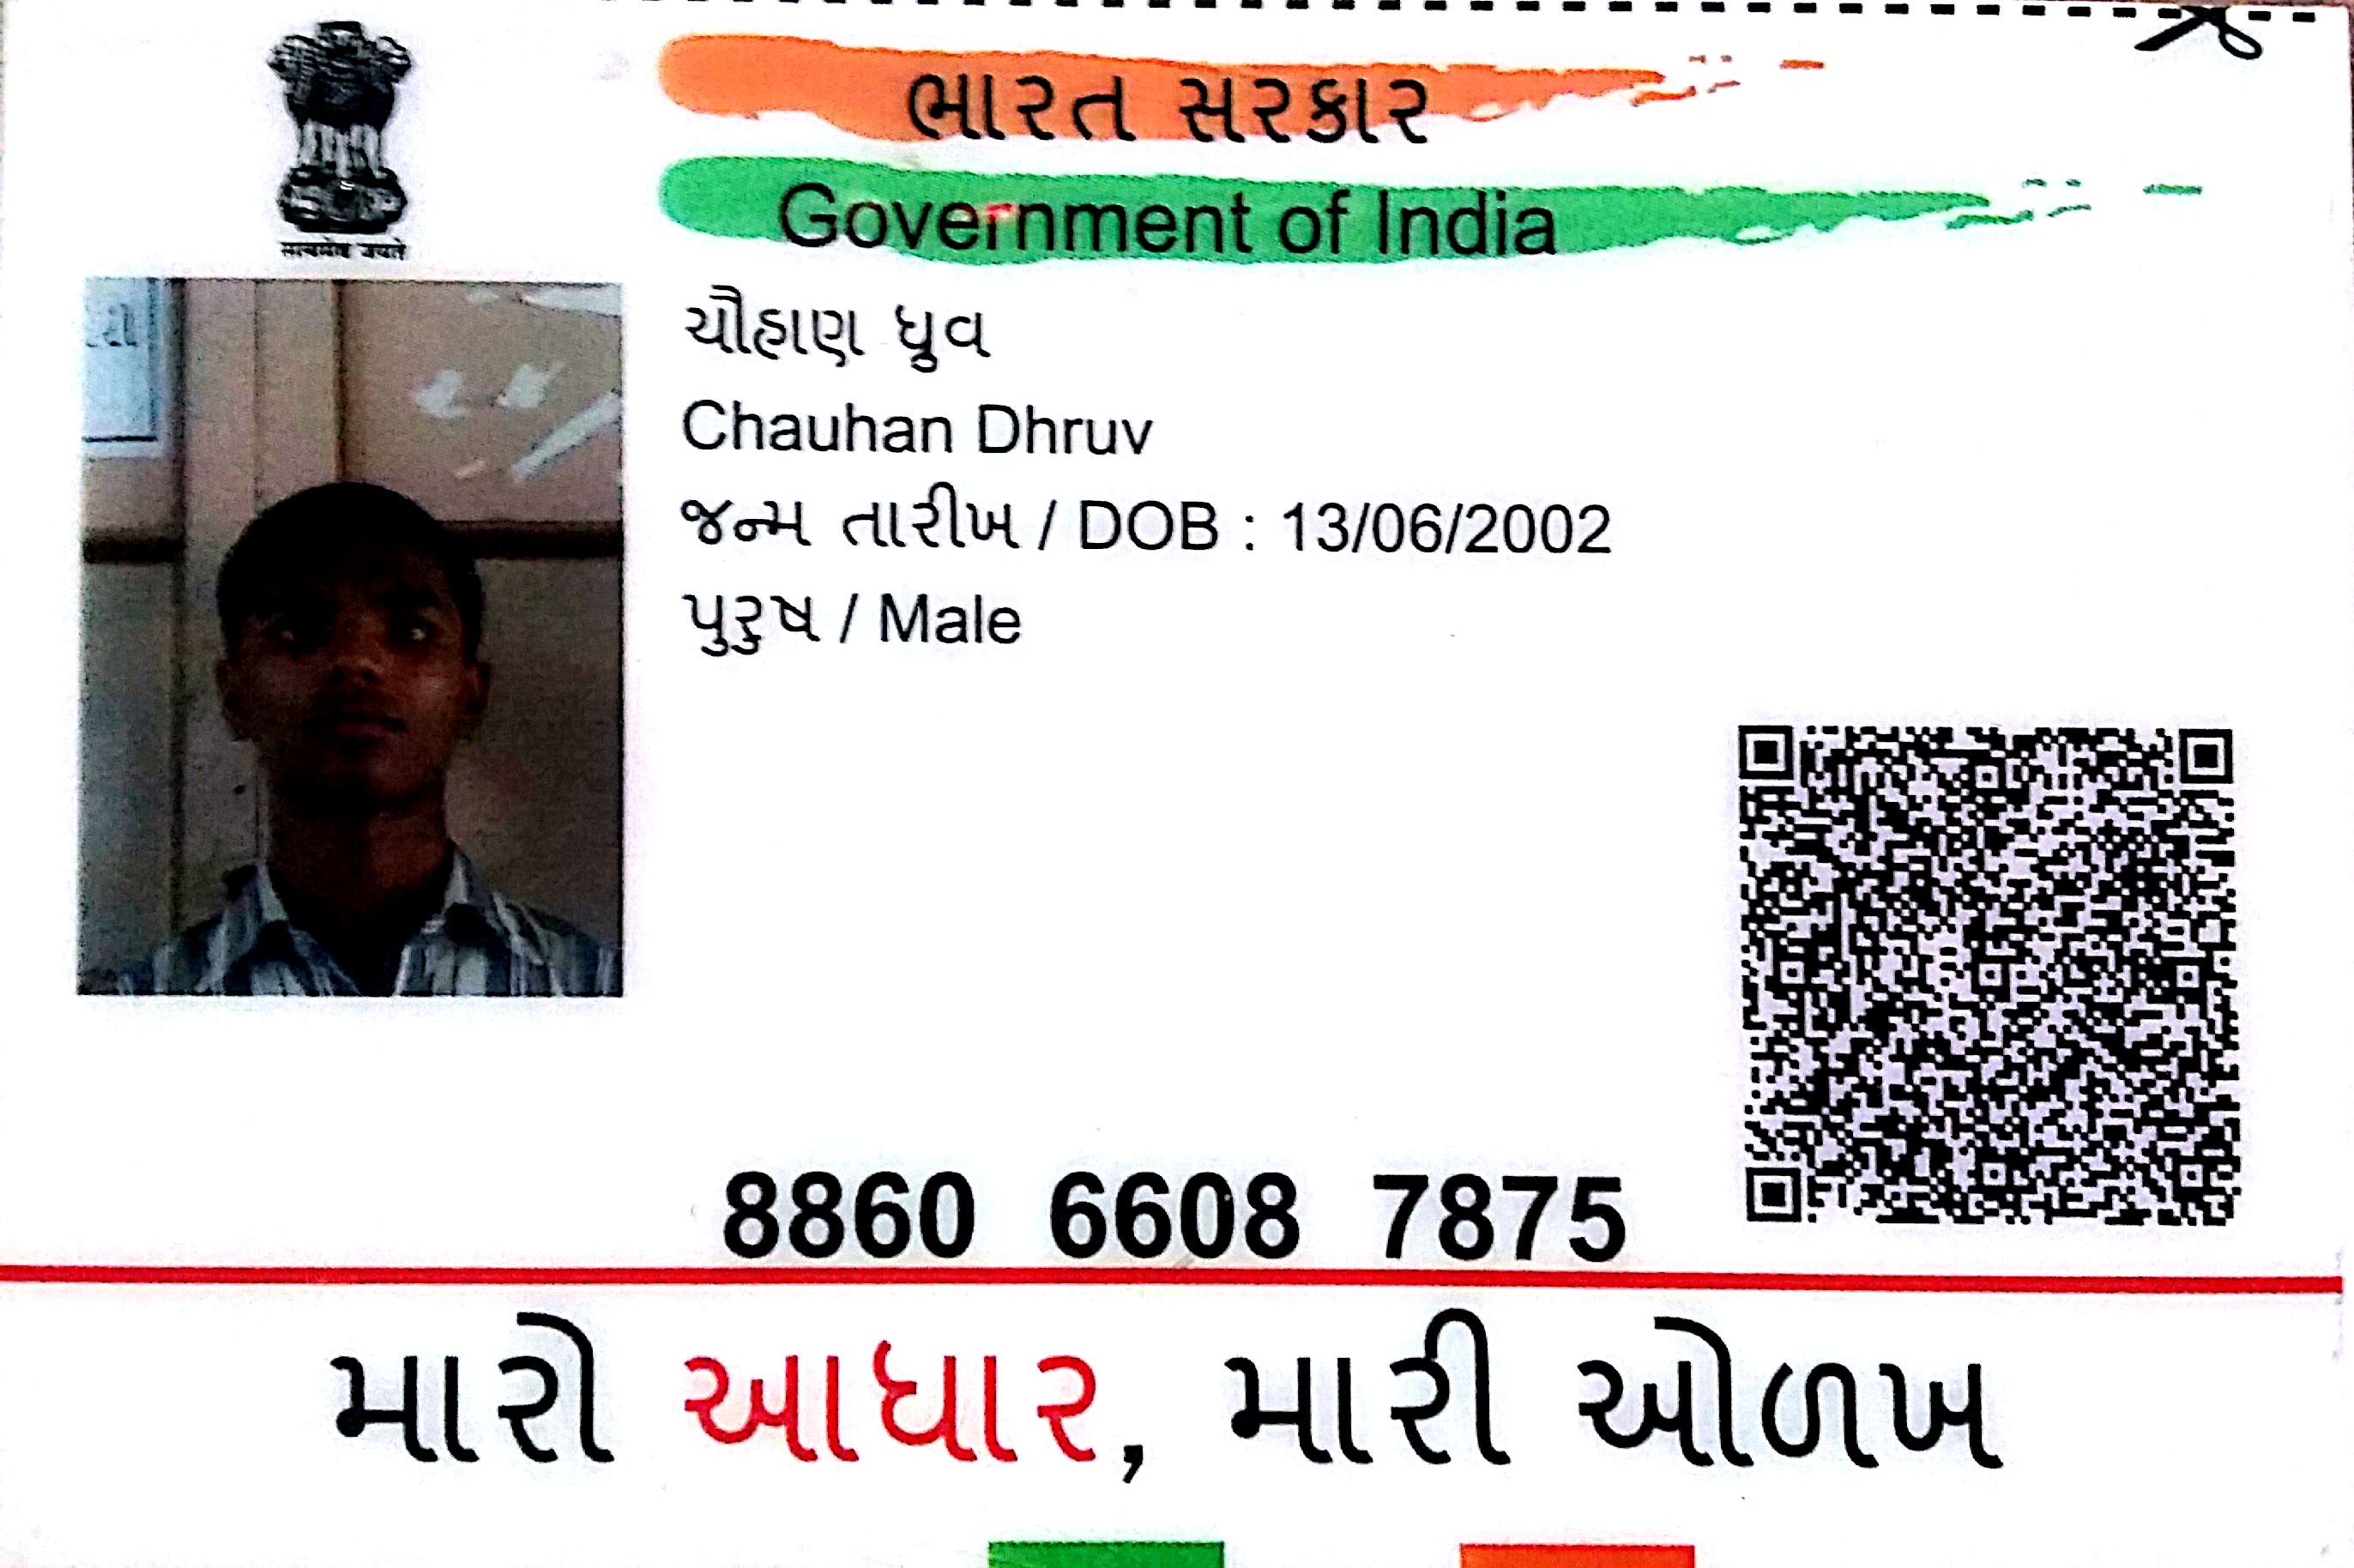 ભારત સરકાર
Government of India
सत्यमेव जयते
ચૌહાણ ધ્રુવ
Chauhan Dhruv
જન્મ તારીખ / DOB : 13/06/2002
પુરુષ / Male
8860 6608 7875
મારો આધાર, મારી ઓળખ